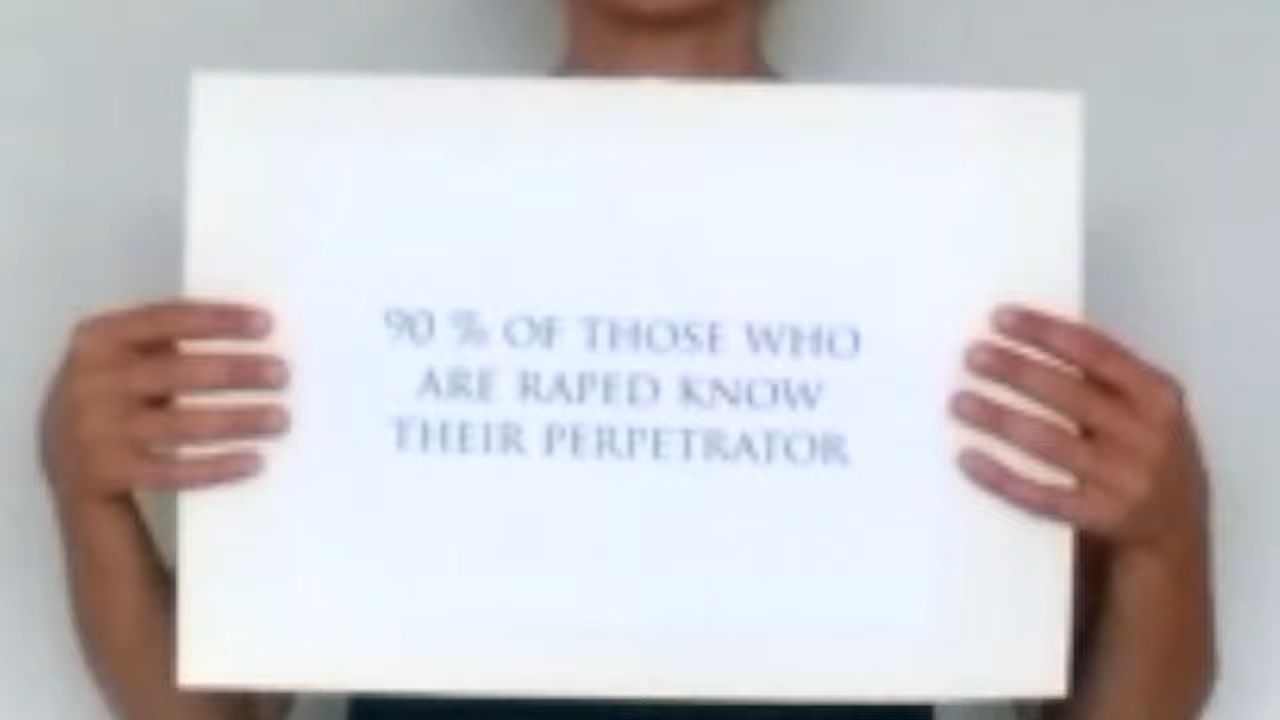 90 % OF THOSE WHO
ARE RAPED KNOW
THEIR PERPETRATOR